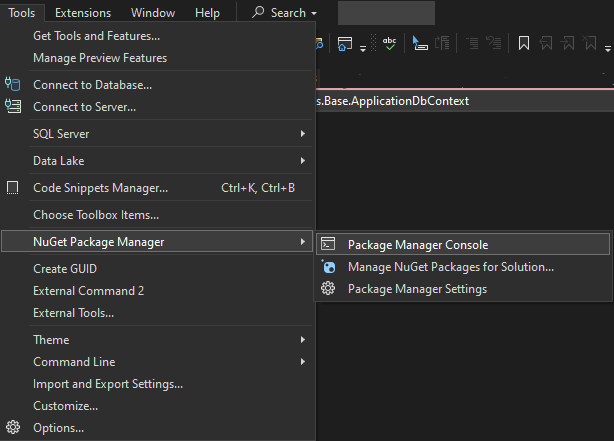 Tools Extensions Window Help Search
Get Tools and Features...
Manage Preview Features
abc
Connect to Database...
Connect to Server...
s.Base.ApplicationDbContext
SQL Server
Data Lake
Code Snippets Manager... Ctrl+K, Ctrl+B
Choose Toolbox Items...
NuGet Package Manager
Package Manager Console
Manage NuGet Packages for Solution...
Package Manager Settings
Create GUID
External Command 2
External Tools...
Theme
Command Line
Import and Export Settings...
Customize...
Options...